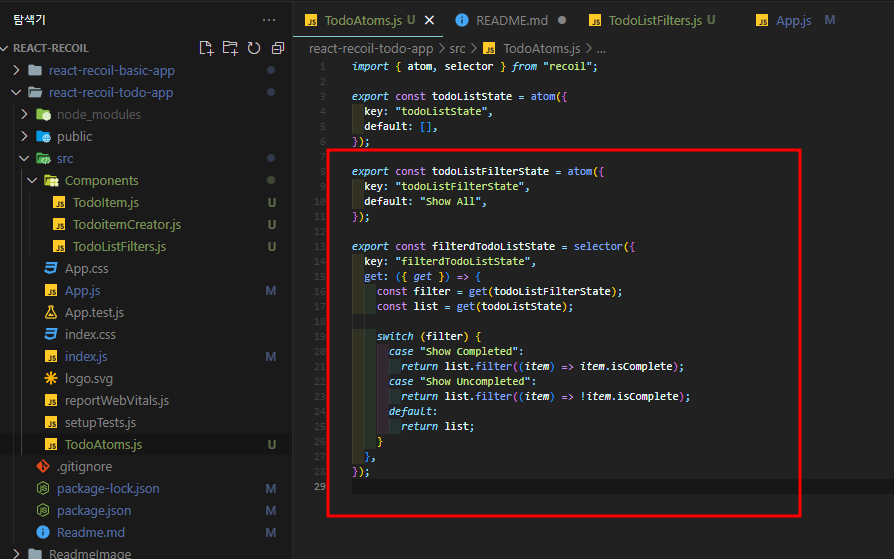 탐색기
...
REACT-RECOIL
react-recoil-basic-app
react-recoil-todo-app
node_modules
public
src
Components
TodoItem.js U
TodoitemCreator.js U
TodoListFilters.js U
App.css
App.js M
App.test.js
index.css
index.js M
logo.svg
reportWebVitals.js
setupTests.js
TodoAtoms.js U
.gitignore
package-lock.json M
package.json M
Readme.md M
ReadmeImage
JS TodoAtoms.js U
README.md
JS TodoListFilters.js U
JS App.js M
react-recoil-todo-app > src > JS TodoAtoms.js > ...
1 import { atom, selector } from "recoil";
2
3 export const todoListState = atom({
4 key: "todoListState",
5 default: [],
6 });
7
8 export const todoListFilterState = atom({
9 key: "todoListFilterState",
10 default: "Show All",
11 });
12
13 export const filterdTodoListState = selector({
14 key: "filterdTodoListState",
15 get: ({ get }) => {
16 const filter = get(todoListFilterState);
17 const list = get(todoListState);
18
19 switch (filter) {
20 case "Show Completed":
21 return list.filter((item) => item.isComplete);
22 case "Show Uncompleted":
23 return list.filter((item) => !item.isComplete);
24 default:
25 return list;
26 }
27 },
28 });
29